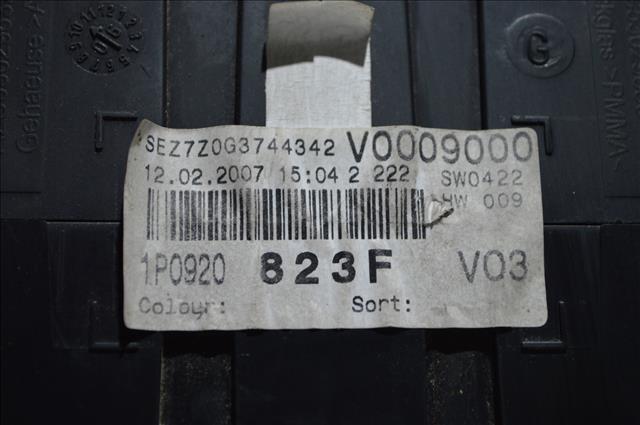 SEZ7Z0G3744342 V0009000
12.02.2007 15:04 2 222 SW0422
HW 009
1P0920 823F V03
Colour: Sort:
Gehaeuse >A
>PMMA<
G